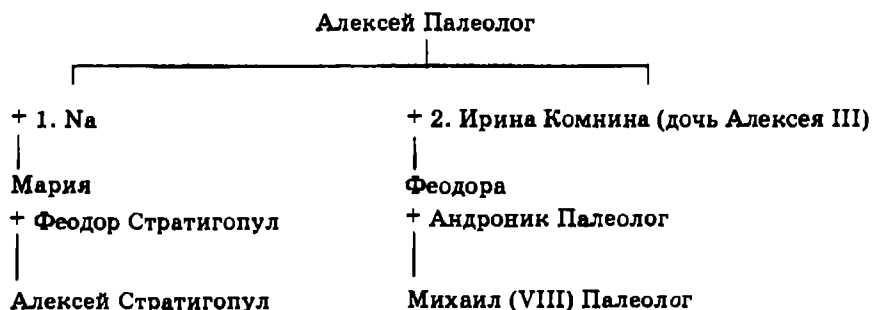 Алексей Палеолог
+ 1. Na
+ 2. Ирина Комнина (дочь Алексея III)
Мария
Феодора
+ Феодор Стратигопул
+ Андроник Палеолог
Алексей Стратигопул
Михаил (VIII) Палеолог